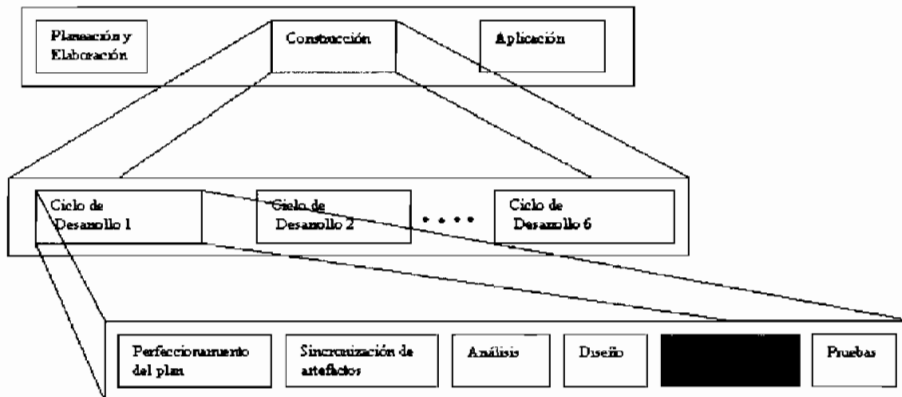 Planeación y
Elaboración
Construcción
Aplicación
Ciclo de
Desarrollo 1
Ciclo de
Desarrollo 2
Ciclo de
Desarrollo 6
Perfeccionamiento
del plan
Sincronización de
artefactos
Análisis
Diseño
Pruebas